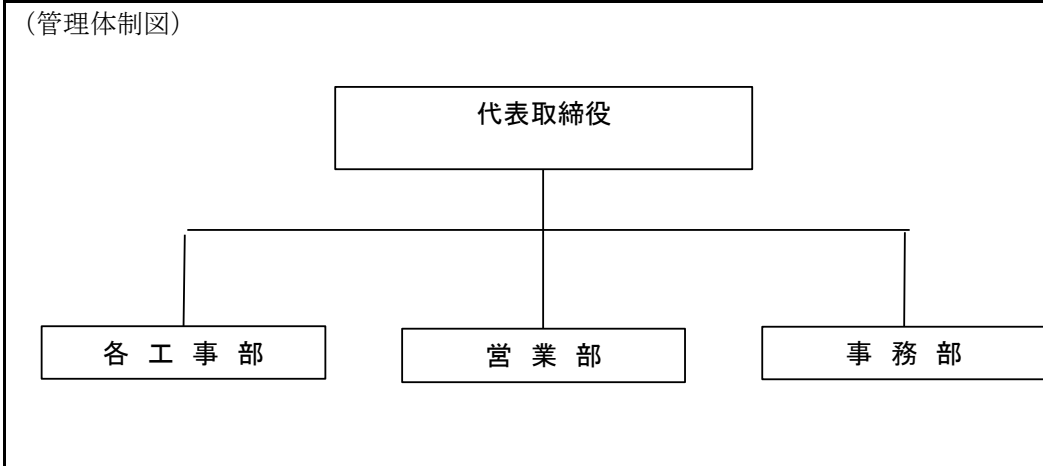 （管理体制図）
代表取締役
各 工 事 部
営 業 部
事 務 部